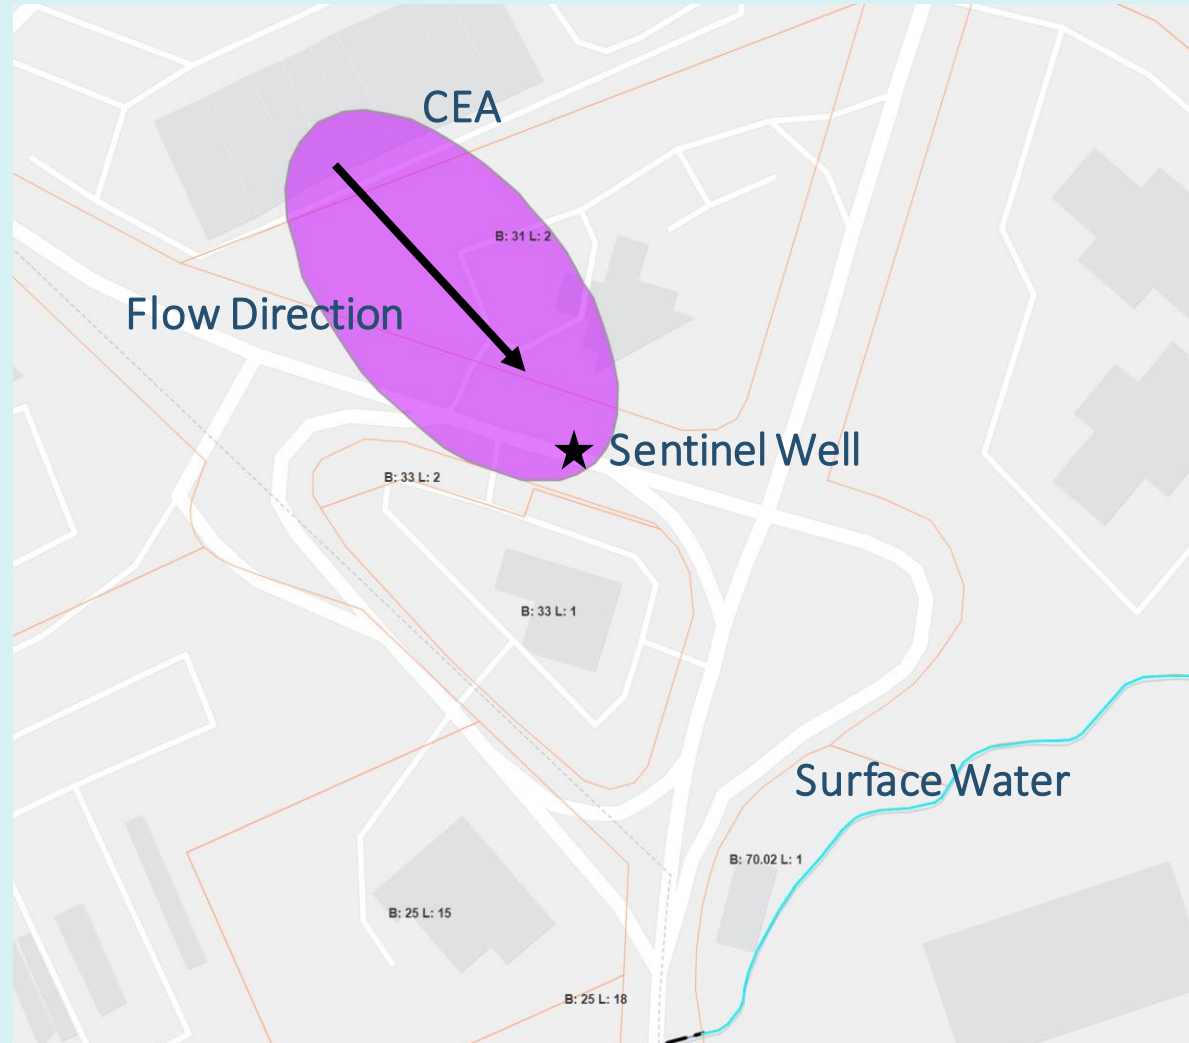 CEA
B: 31 L: 2
Flow Direction
Sentinel Well
B: 33 L: 2
B: 33 L: 1
Surface Water
B: 70.02 L: 1
B: 25 L: 15
B: 25 L: 18